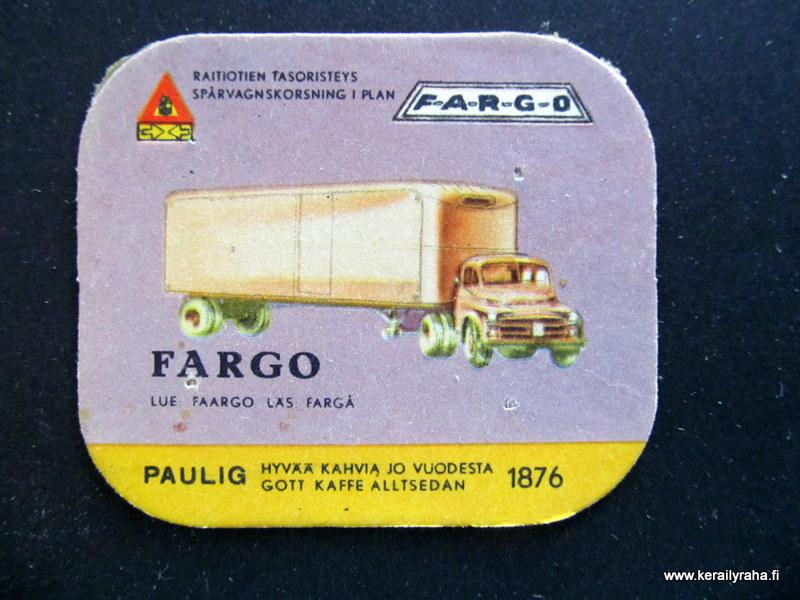 RAITIOTIEN TASORISTEYS
SPÅRVAGNSKORSNING I PLAN
F-A-R-G-O
FARGO
LUE FAARGO LÄS FARGÅ
PAULIG
HYVÄÄ KAHVIA JO VUODESTA
GOTT KAFFE ALLTSEDAN
1876
www.kerailyraha.fi